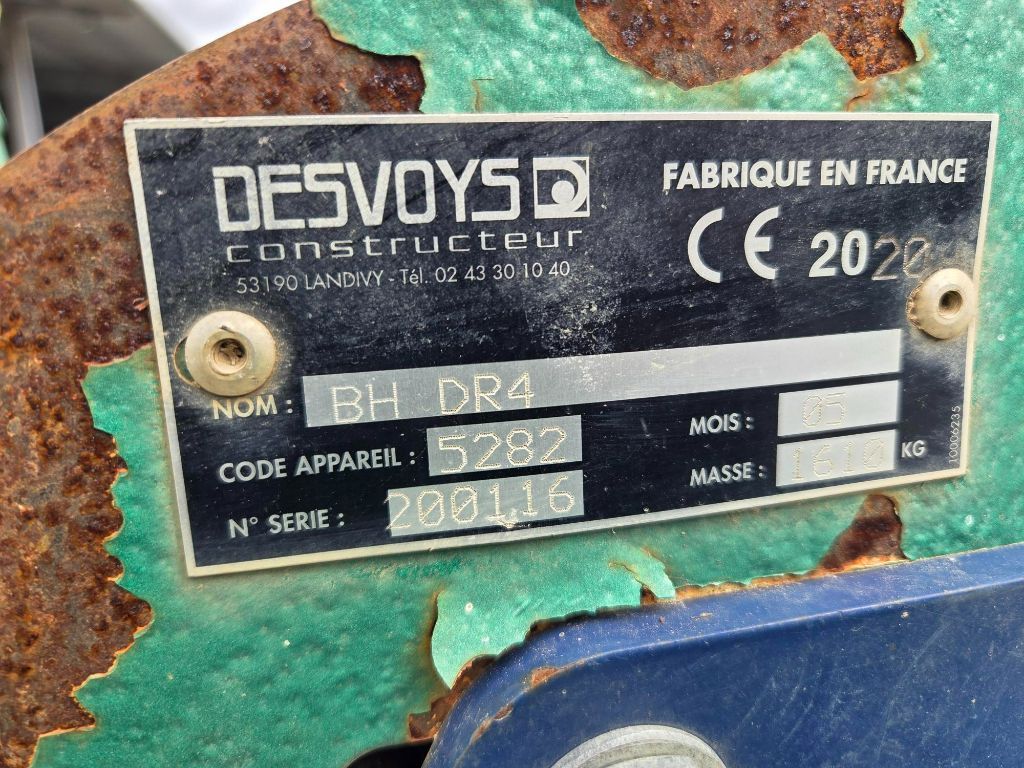 DESVOYS
constructeur
53190 LANDIVY - Tél. 02 43 30 10 40
FABRIQUE EN FRANCE
CE 2020
NOM : BH DR4
CODE APPAREIL : 5282
N° SERIE : 200116
MOIS : 05
MASSE : 1610 KG
10006235